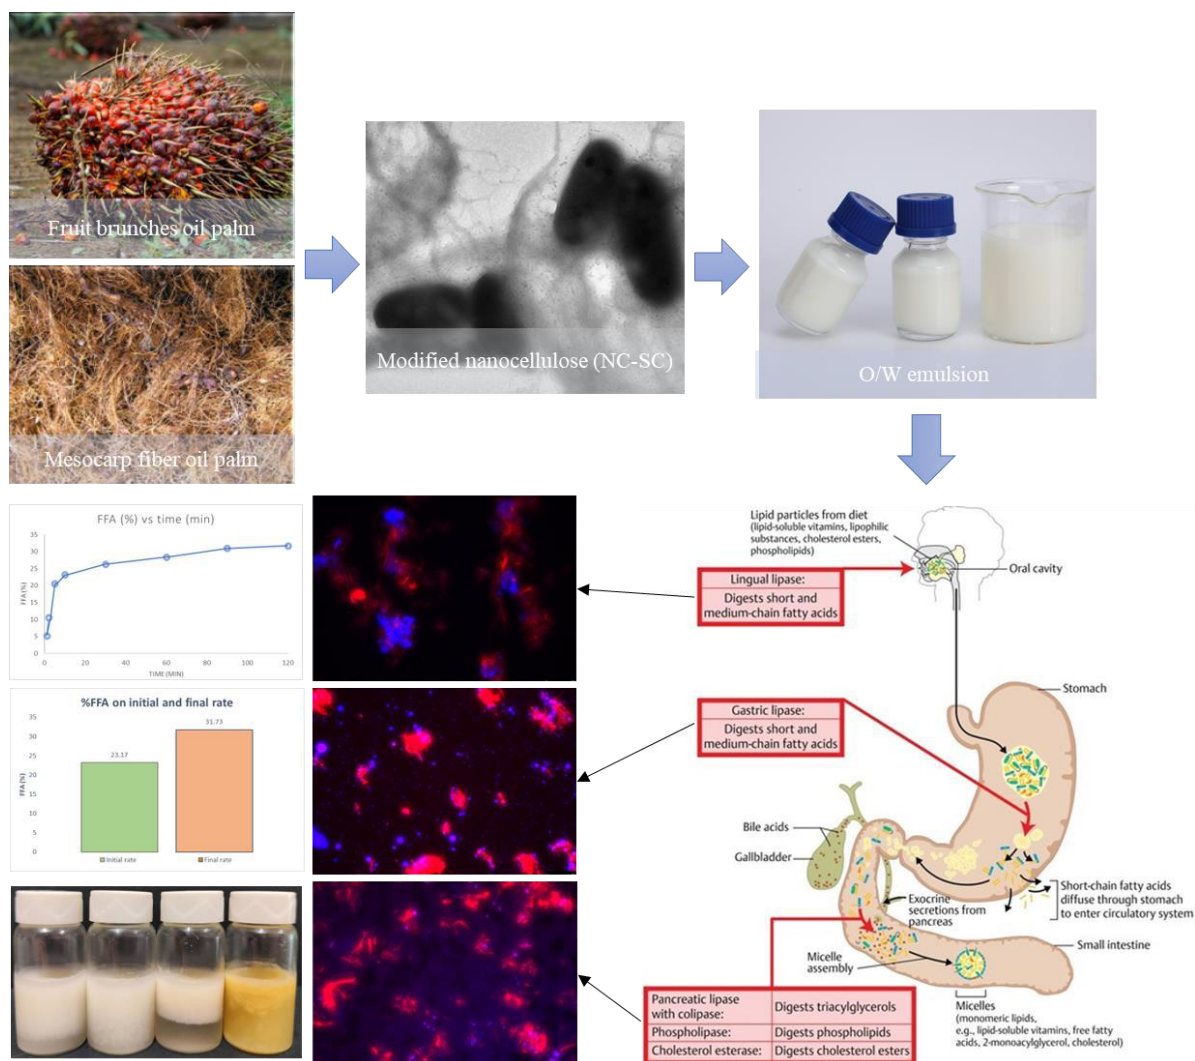 Fruit brunches oil palm
Mesocarp fiber oil palm
Modified nanocellulose (NC-SC)
O/W emulsion
FFA (%) vs time (min)
35
30
25
20
15
10
5
0
FFA (%)
0
20
40
60
80
100
120
TIME (MIN)
%FFA on initial and final rate
35
30
25
20
15
10
5
0
FFA (%)
23.17
31.73
Initial rate
Final rate
Lipid particles from diet
(lipid-soluble vitamins, lipophilic
substances, cholesterol esters,
phospholipids)
Oral cavity
Lingual lipase:
Digests short and
medium-chain fatty acids
Stomach
Gastric lipase:
Digests short and
medium-chain fatty acids
Bile acids
Gallbladder
Exocrine
secretions from
pancreas
Short-chain fatty acids
diffuse through stomach
to enter circulatory system
Small intestine
Micelle
assembly
Micelles
(monomeric lipids,
e.g., lipid-soluble vitamins, free fatty
acids, 2-monoacylglycerol, cholesterol)
Pancreatic lipase
with colipase:
Digests triacylglycerols
Phospholipase:
Digests phospholipids
Cholesterol esterase:
Digests cholesterol esters